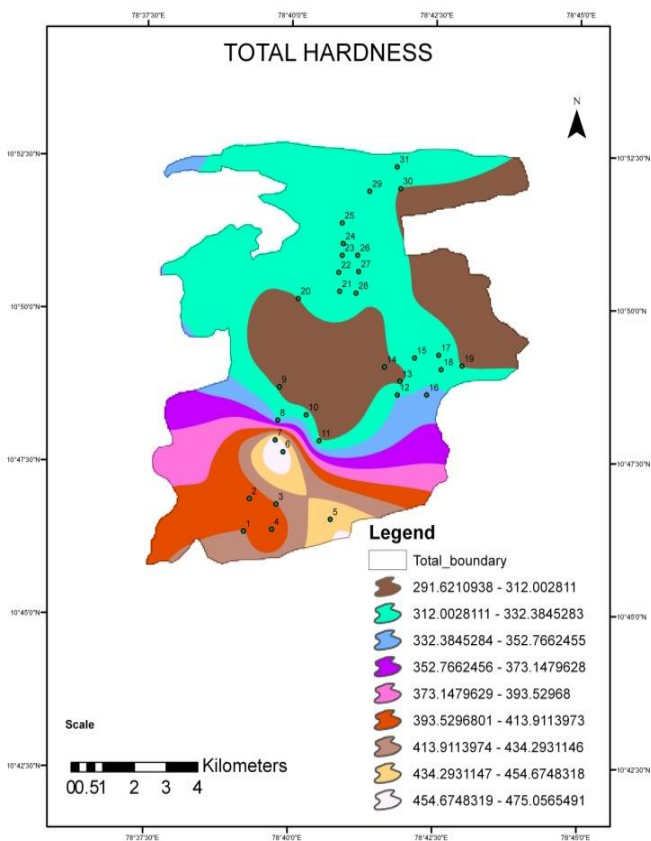 78°37'30"E 78°40'0"E 78°42'30"E 78°45'0"E
TOTAL HARDNESS
N
10°52'30"N 10°52'30"N
31
30
29
25
24
23 26
22 27
21 28
20
10°50'0"N 10°50'0"N
17
15
14 18 19
13
9 12 16
10
8
11
7
6
10°47'30"N 10°47'30"N
2
3
5
1 4
Legend
Total_boundary
291.6210938 - 312.002811
312.0028111 - 332.3845283
332.3845284 - 352.7662455
352.7662456 - 373.1479628
373.1479629 - 393.52968
393.5296801 - 413.9113973
413.9113974 - 434.2931146
434.2931147 - 454.6748318
454.6748319 - 475.0565491
10°45'0"N 10°45'0"N
Scale
Kilometers
00.51 2 3 4
10°42'30"N 10°42'30"N
78°37'30"E 78°40'0"E 78°42'30"E 78°45'0"E